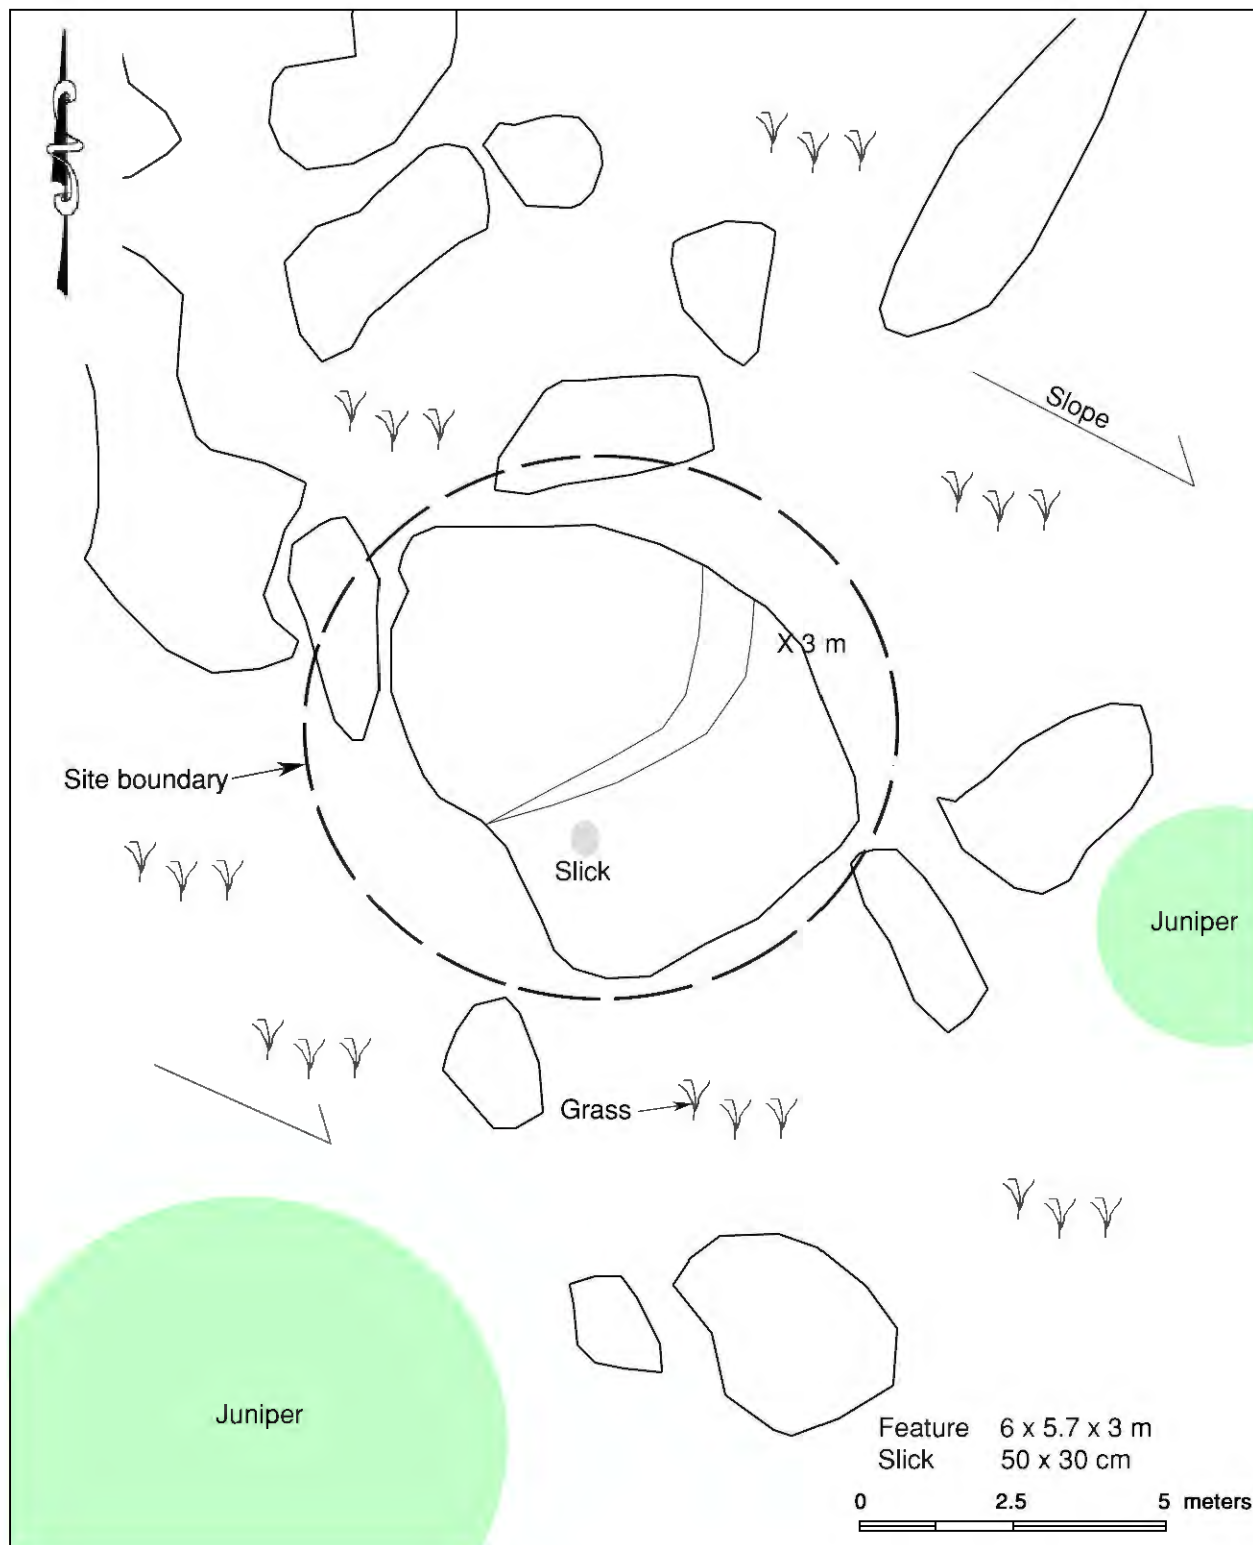 Slope
X 3 m
Site boundary
Slick
Juniper
Grass
Juniper
Feature 6 x 5.7 x 3 m
Slick 50 x 30 cm
0 2.5 5 meters